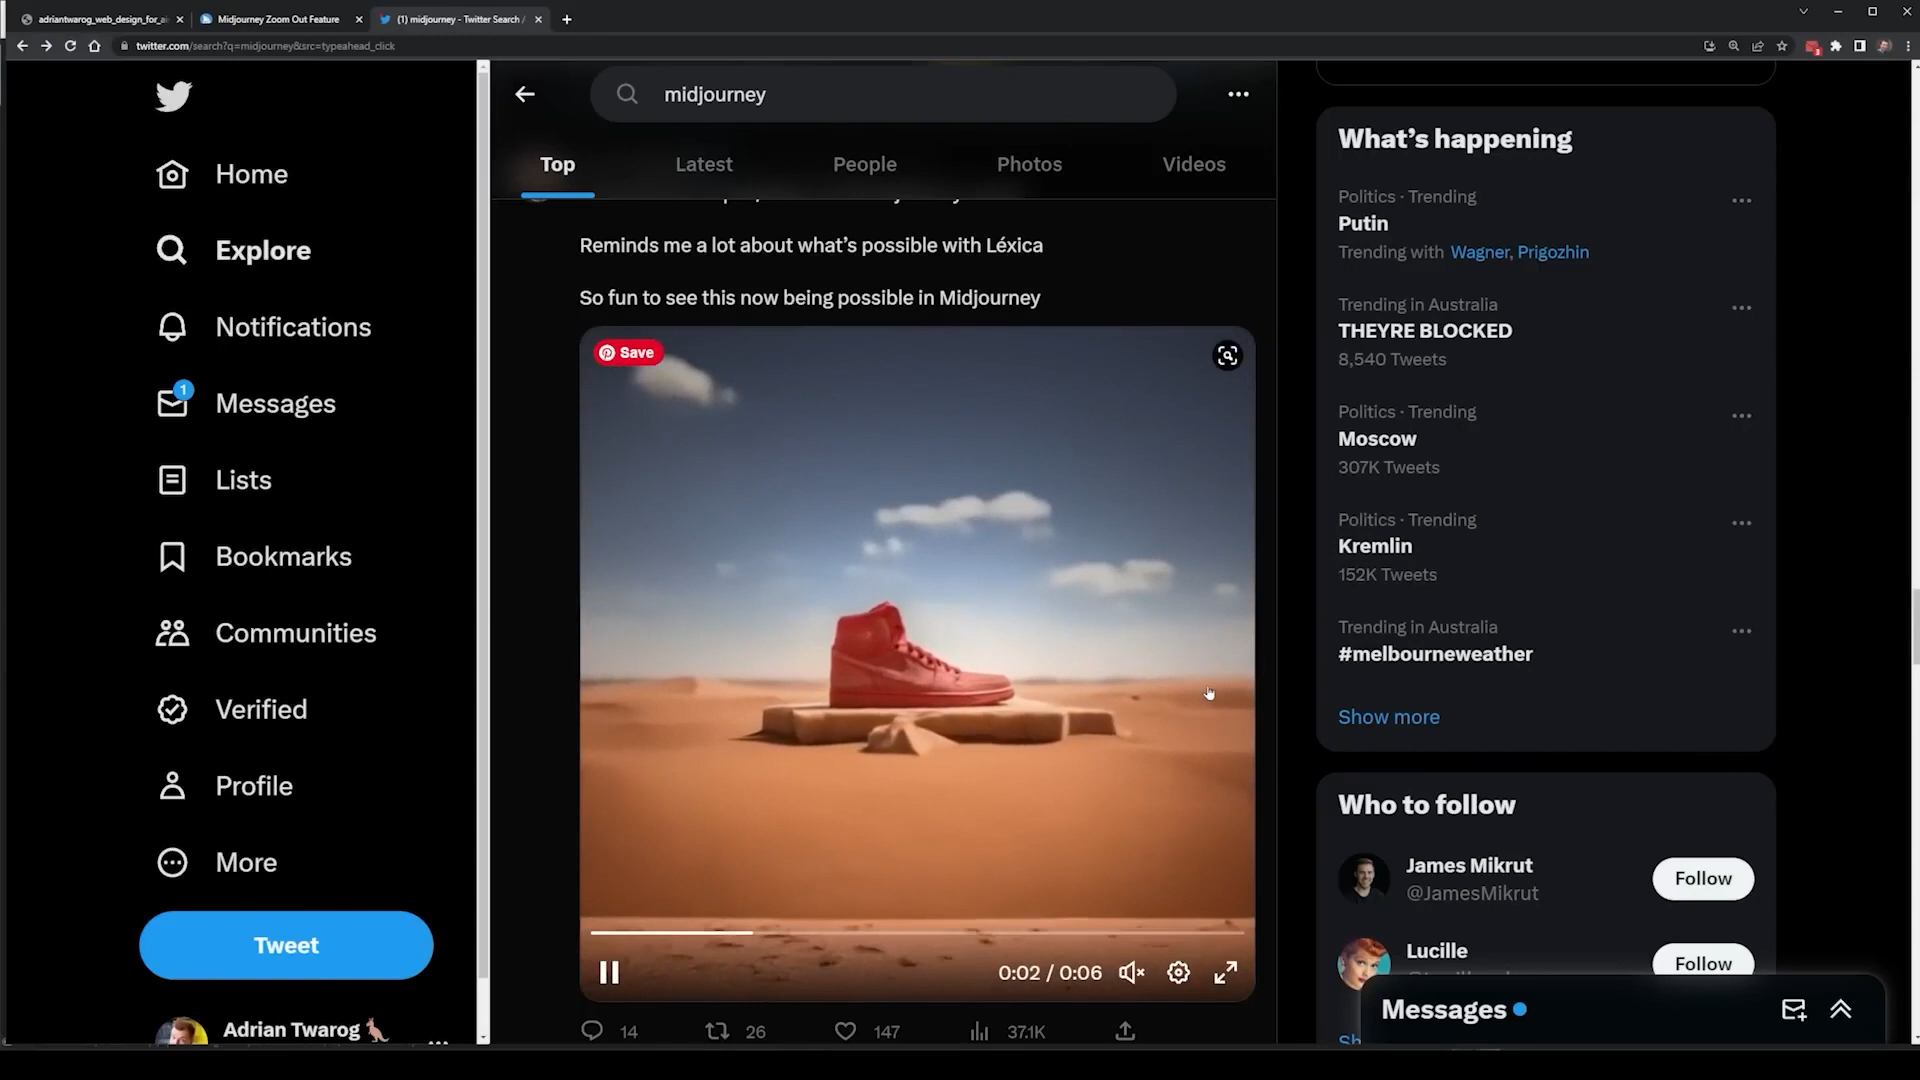 adriantwarog_web_design_for_ai
Midjourney Zoom Out Feature
(1) midjourney - Twitter Search /
twitter.com/search?q=midjourney&src=typeahead_click
3
Home
Explore
Notifications
1
Messages
Lists
Bookmarks
Communities
Verified
Profile
More
Tweet
Adrian Twarog
midjourney
Top
Latest
People
Photos
Videos
Reminds me a lot about what's possible with Léxica
So fun to see this now being possible in Midjourney
Save
0:02 / 0:06
14
26
147
37.1K
What's happening
Politics · Trending
Putin
Trending with Wagner, Prigozhin
Trending in Australia
THEYRE BLOCKED
8,540 Tweets
Politics · Trending
Moscow
307K Tweets
Politics · Trending
Kremlin
152K Tweets
Trending in Australia
#melbourneweather
Show more
Who to follow
James Mikrut
@JamesMikrut
Follow
Lucille
Follow
Messages